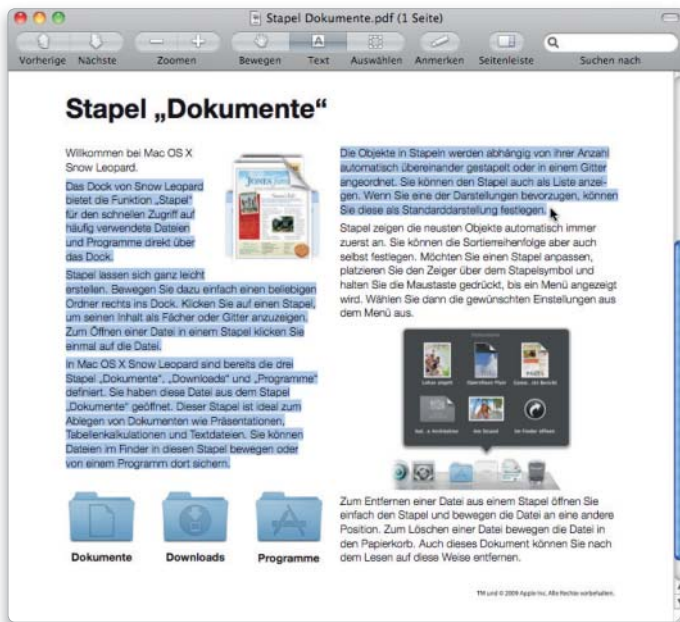 Stapel Dokumente.pdf (1 Seite)
Vorherige Nächste Zoomen Bewegen Text Auswählen Anmerken Seitenleiste Suchen nach
Stapel „Dokumente“
Willkommen bei Mac OS X
Snow Leopard.
Das Dock von Snow Leopard
bietet die Funktion „Stapel“
für den schnellen Zugriff auf
häufig verwendete Dateien
und Programme direkt über
das Dock.
Stapel lassen sich ganz leicht
erstellen. Bewegen Sie dazu einfach einen beliebigen
Ordner rechts ins Dock. Klicken Sie auf einen Stapel,
um seinen Inhalt als Fächer oder Gitter anzuzeigen.
Zum Öffnen einer Datei in einem Stapel klicken Sie
einmal auf die Datei.
In Mac OS X Snow Leopard sind bereits die drei
Stapel „Dokumente“, „Downloads“ und „Programme“
definiert. Sie haben diese Datei aus dem Stapel
„Dokumente“ geöffnet. Dieser Stapel ist ideal zum
Ablegen von Dokumenten wie Präsentationen,
Tabellenkalkulationen und Textdateien. Sie können
Dateien im Finder in diesen Stapel bewegen oder
von einem Programm dort sichern.
Dokumente Downloads Programme
Die Objekte in Stapeln werden abhängig von ihrer Anzahl
automatisch übereinander gestapelt oder in einem Gitter
angeordnet. Sie können den Stapel auch als Liste anzei-
gen. Wenn Sie eine der Darstellungen bevorzugen, können
Sie diese als Standarddarstellung festlegen.
Stapel zeigen die neusten Objekte automatisch immer
zuerst an. Sie können die Sortierreihenfolge aber auch
selbst festlegen. Möchten Sie einen Stapel anpassen,
platzieren Sie den Zeiger über dem Stapelsymbol und
halten Sie die Maustaste gedrückt, bis ein Menü angezeigt
wird. Wählen Sie dann die gewünschten Einstellungen aus
dem Menü aus.
Im Finder öffnen
Zum Entfernen einer Datei aus einem Stapel öffnen Sie
einfach den Stapel und bewegen die Datei an eine andere
Position. Zum Löschen einer Datei bewegen die Datei in
den Papierkorb. Auch dieses Dokument können Sie nach
dem Lesen auf diese Weise entfernen.
TM und © 2009 Apple Inc. Alle Rechte vorbehalten.